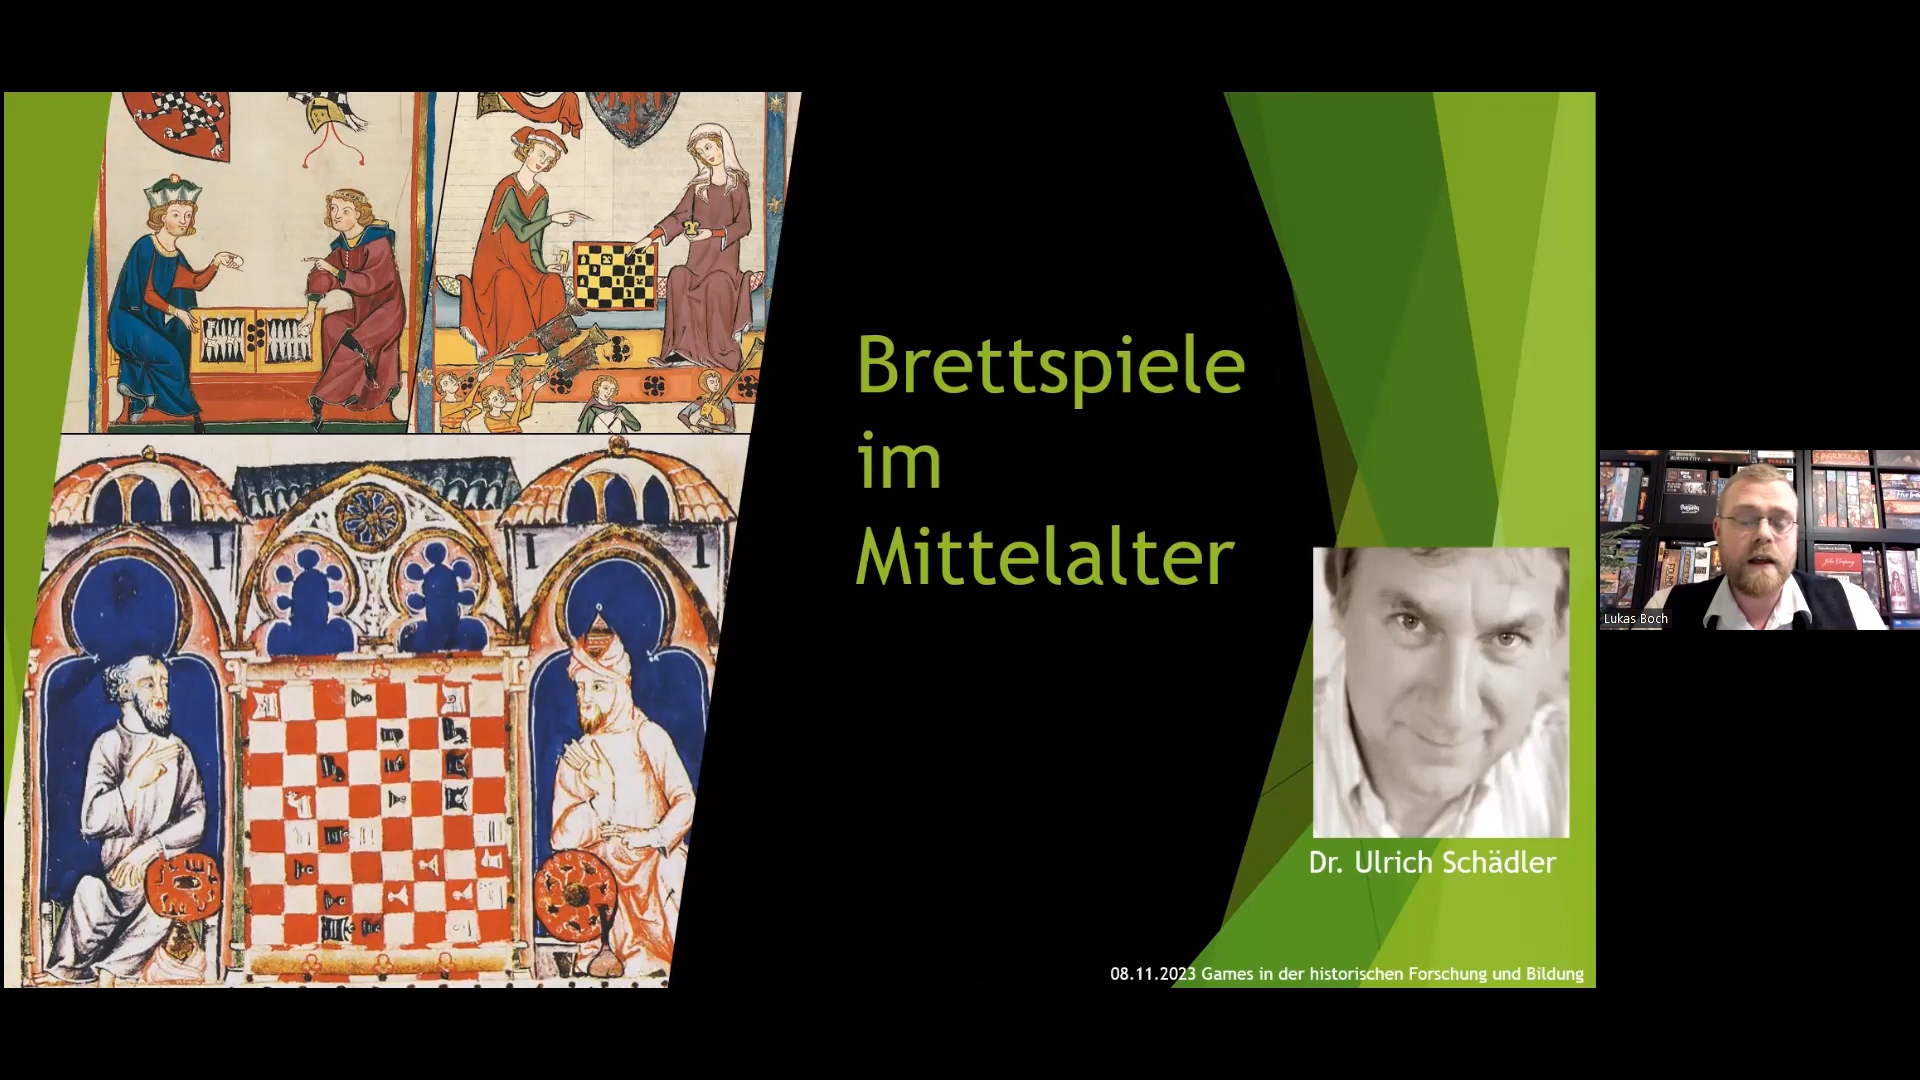 Brettspiele
im
Mittelalter
Dr. Ulrich Schädler
08.11.2023 Games in der historischen Forschung und Bildung
Lukas Boch